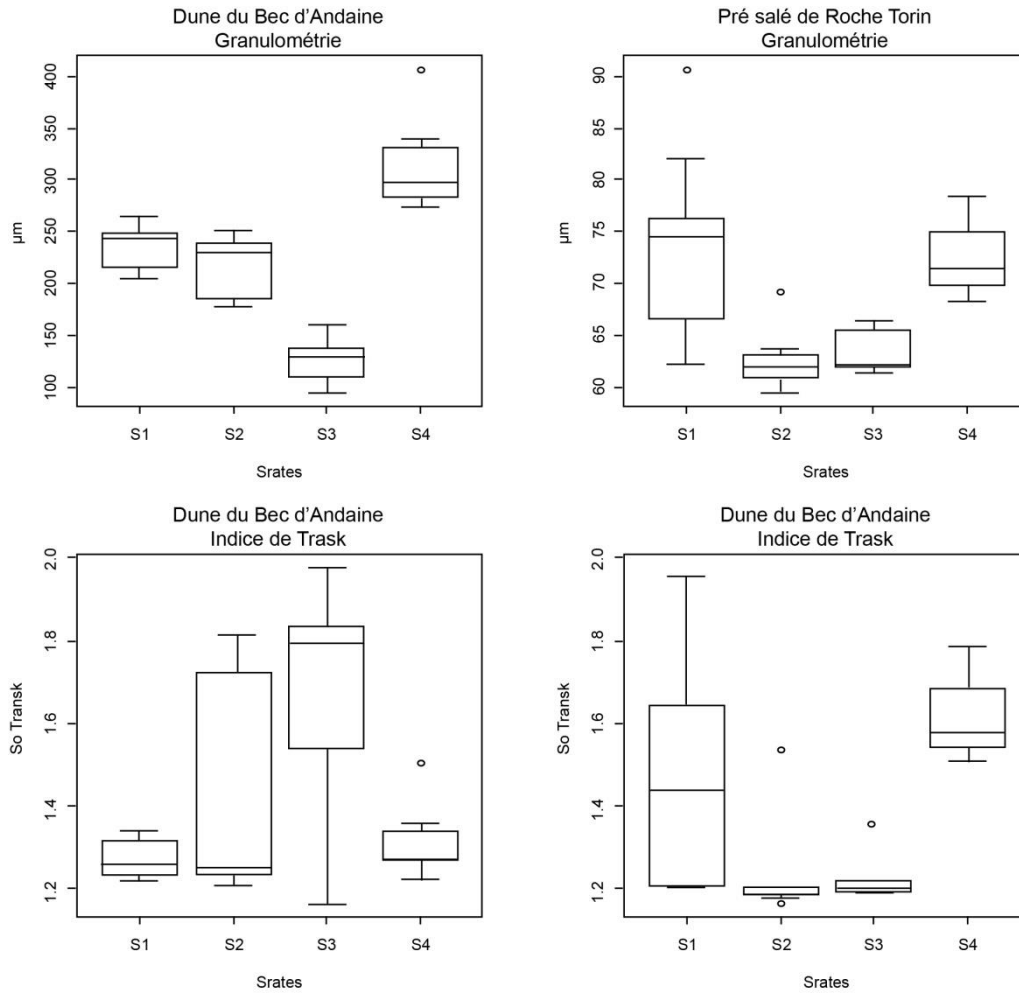 Dune du Bec d’Andaine
Granulométrie
400
350
300
250
200
150
100
µm
S1 S2 S3 S4
Srates
Pré salé de Roche Torin
Granulométrie
90
85
80
75
70
65
60
µm
S1 S2 S3 S4
Srates
Dune du Bec d’Andaine
Indice de Trask
2.0
1.8
1.6
1.4
1.2
So Transk
S1 S2 S3 S4
Srates
Dune du Bec d’Andaine
Indice de Trask
2.0
1.8
1.6
1.4
1.2
So Transk
S1 S2 S3 S4
Srates